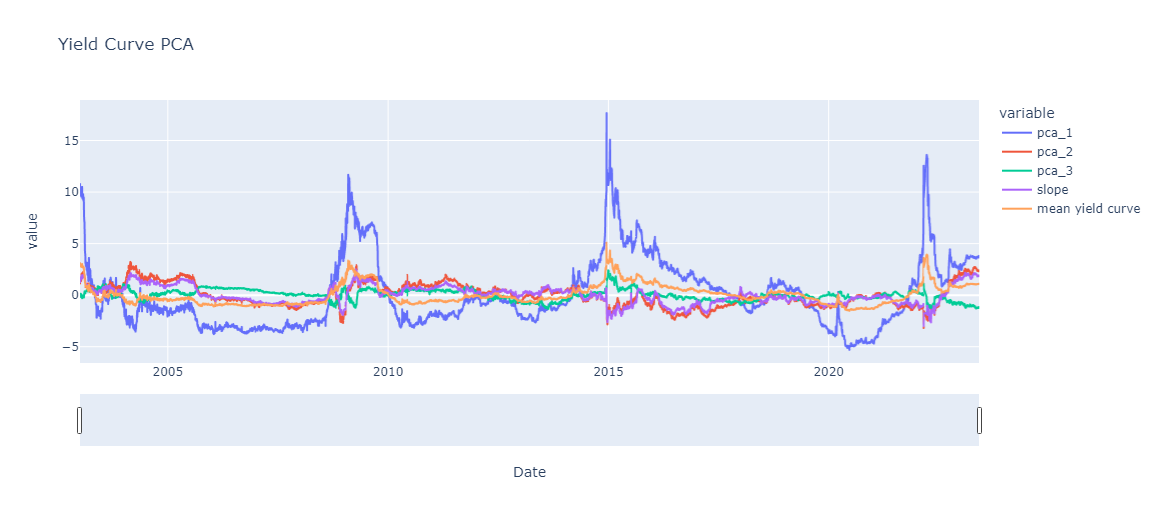 Yield Curve PCA
variable
pca_1
pca_2
pca_3
slope
mean yield curve
value
15
10
5
0
−5
2005
2010
2015
2020
Date